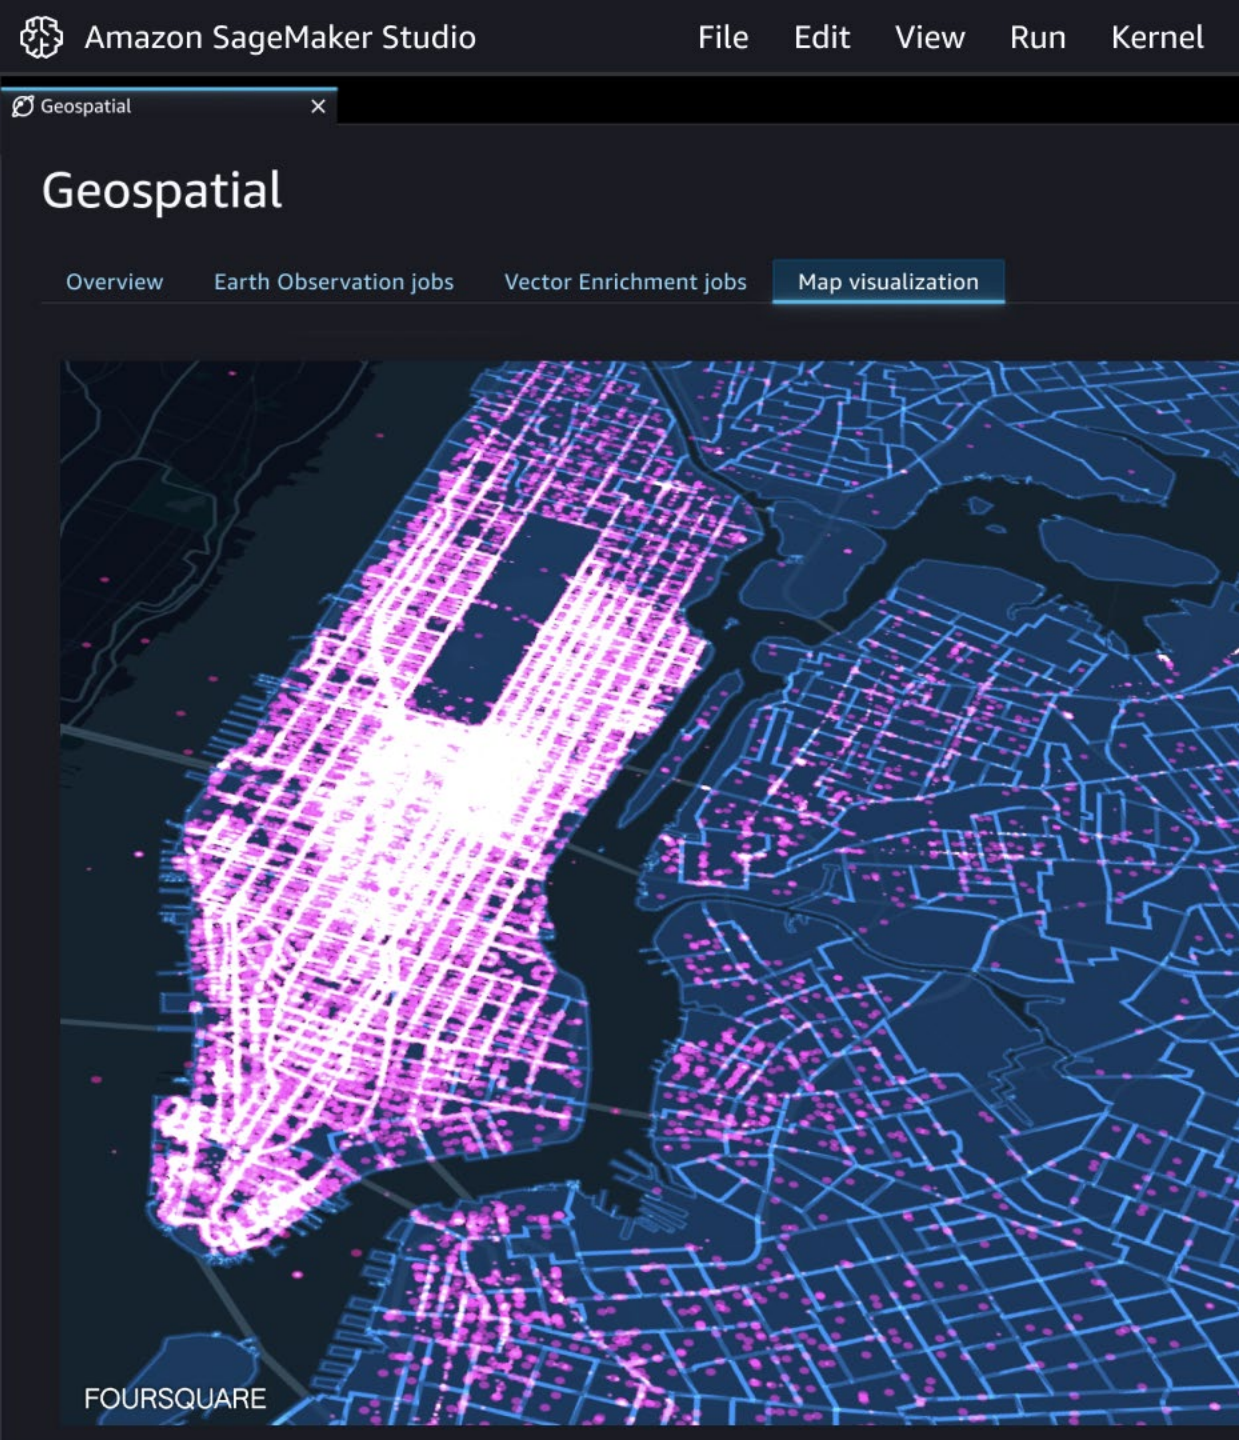 Amazon SageMaker Studio File Edit View Run Kernel
Geospatial
Geospatial
Overview Earth Observation jobs Vector Enrichment jobs Map visualization
FOURSQUARE